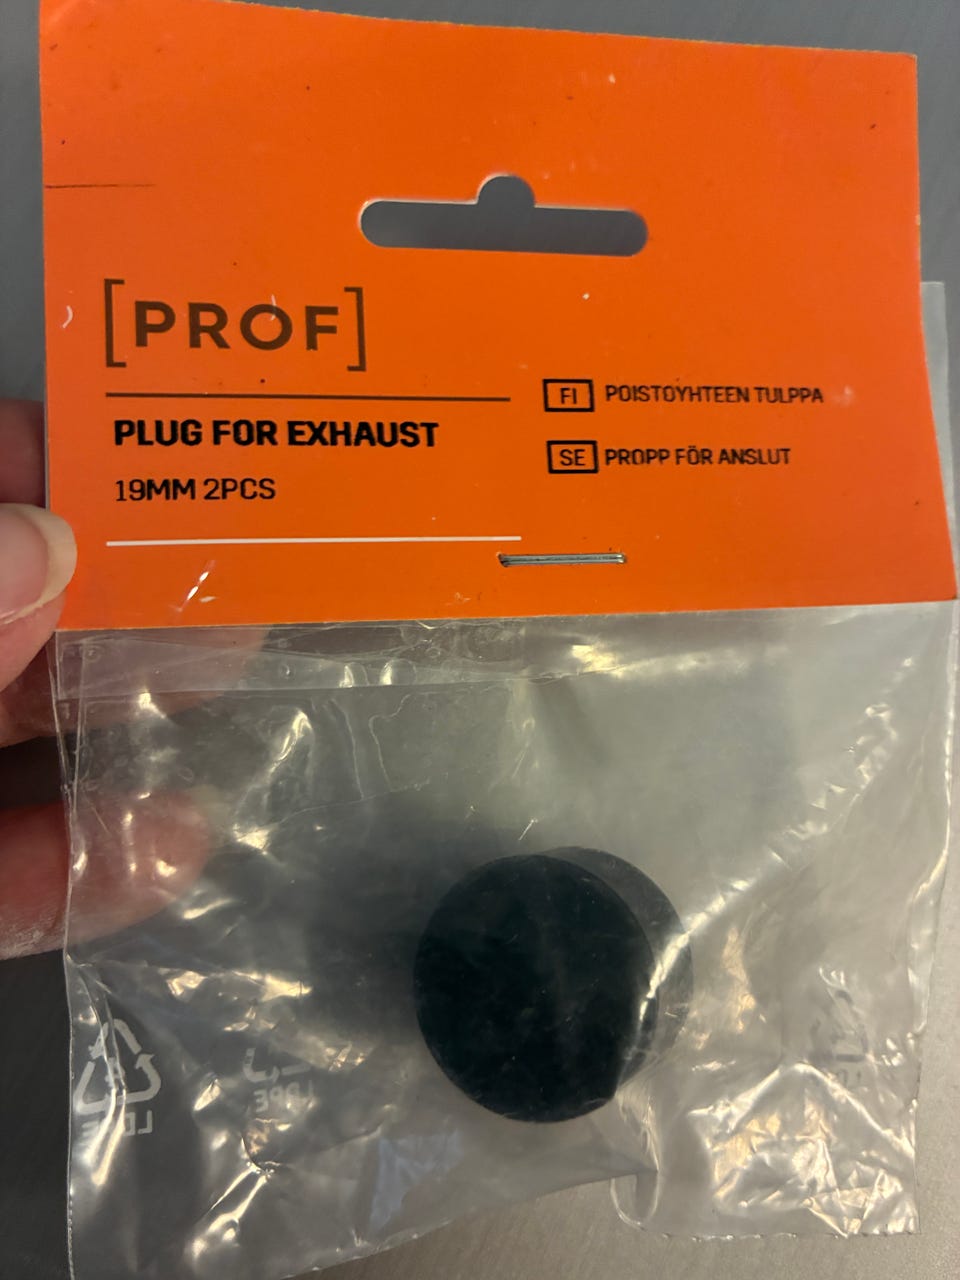 [PROF]
PLUG FOR EXHAUST
19MM 2PCS
FI POISTOYHTEEN TULPPA
SE PROPP FÖR ANSLUT